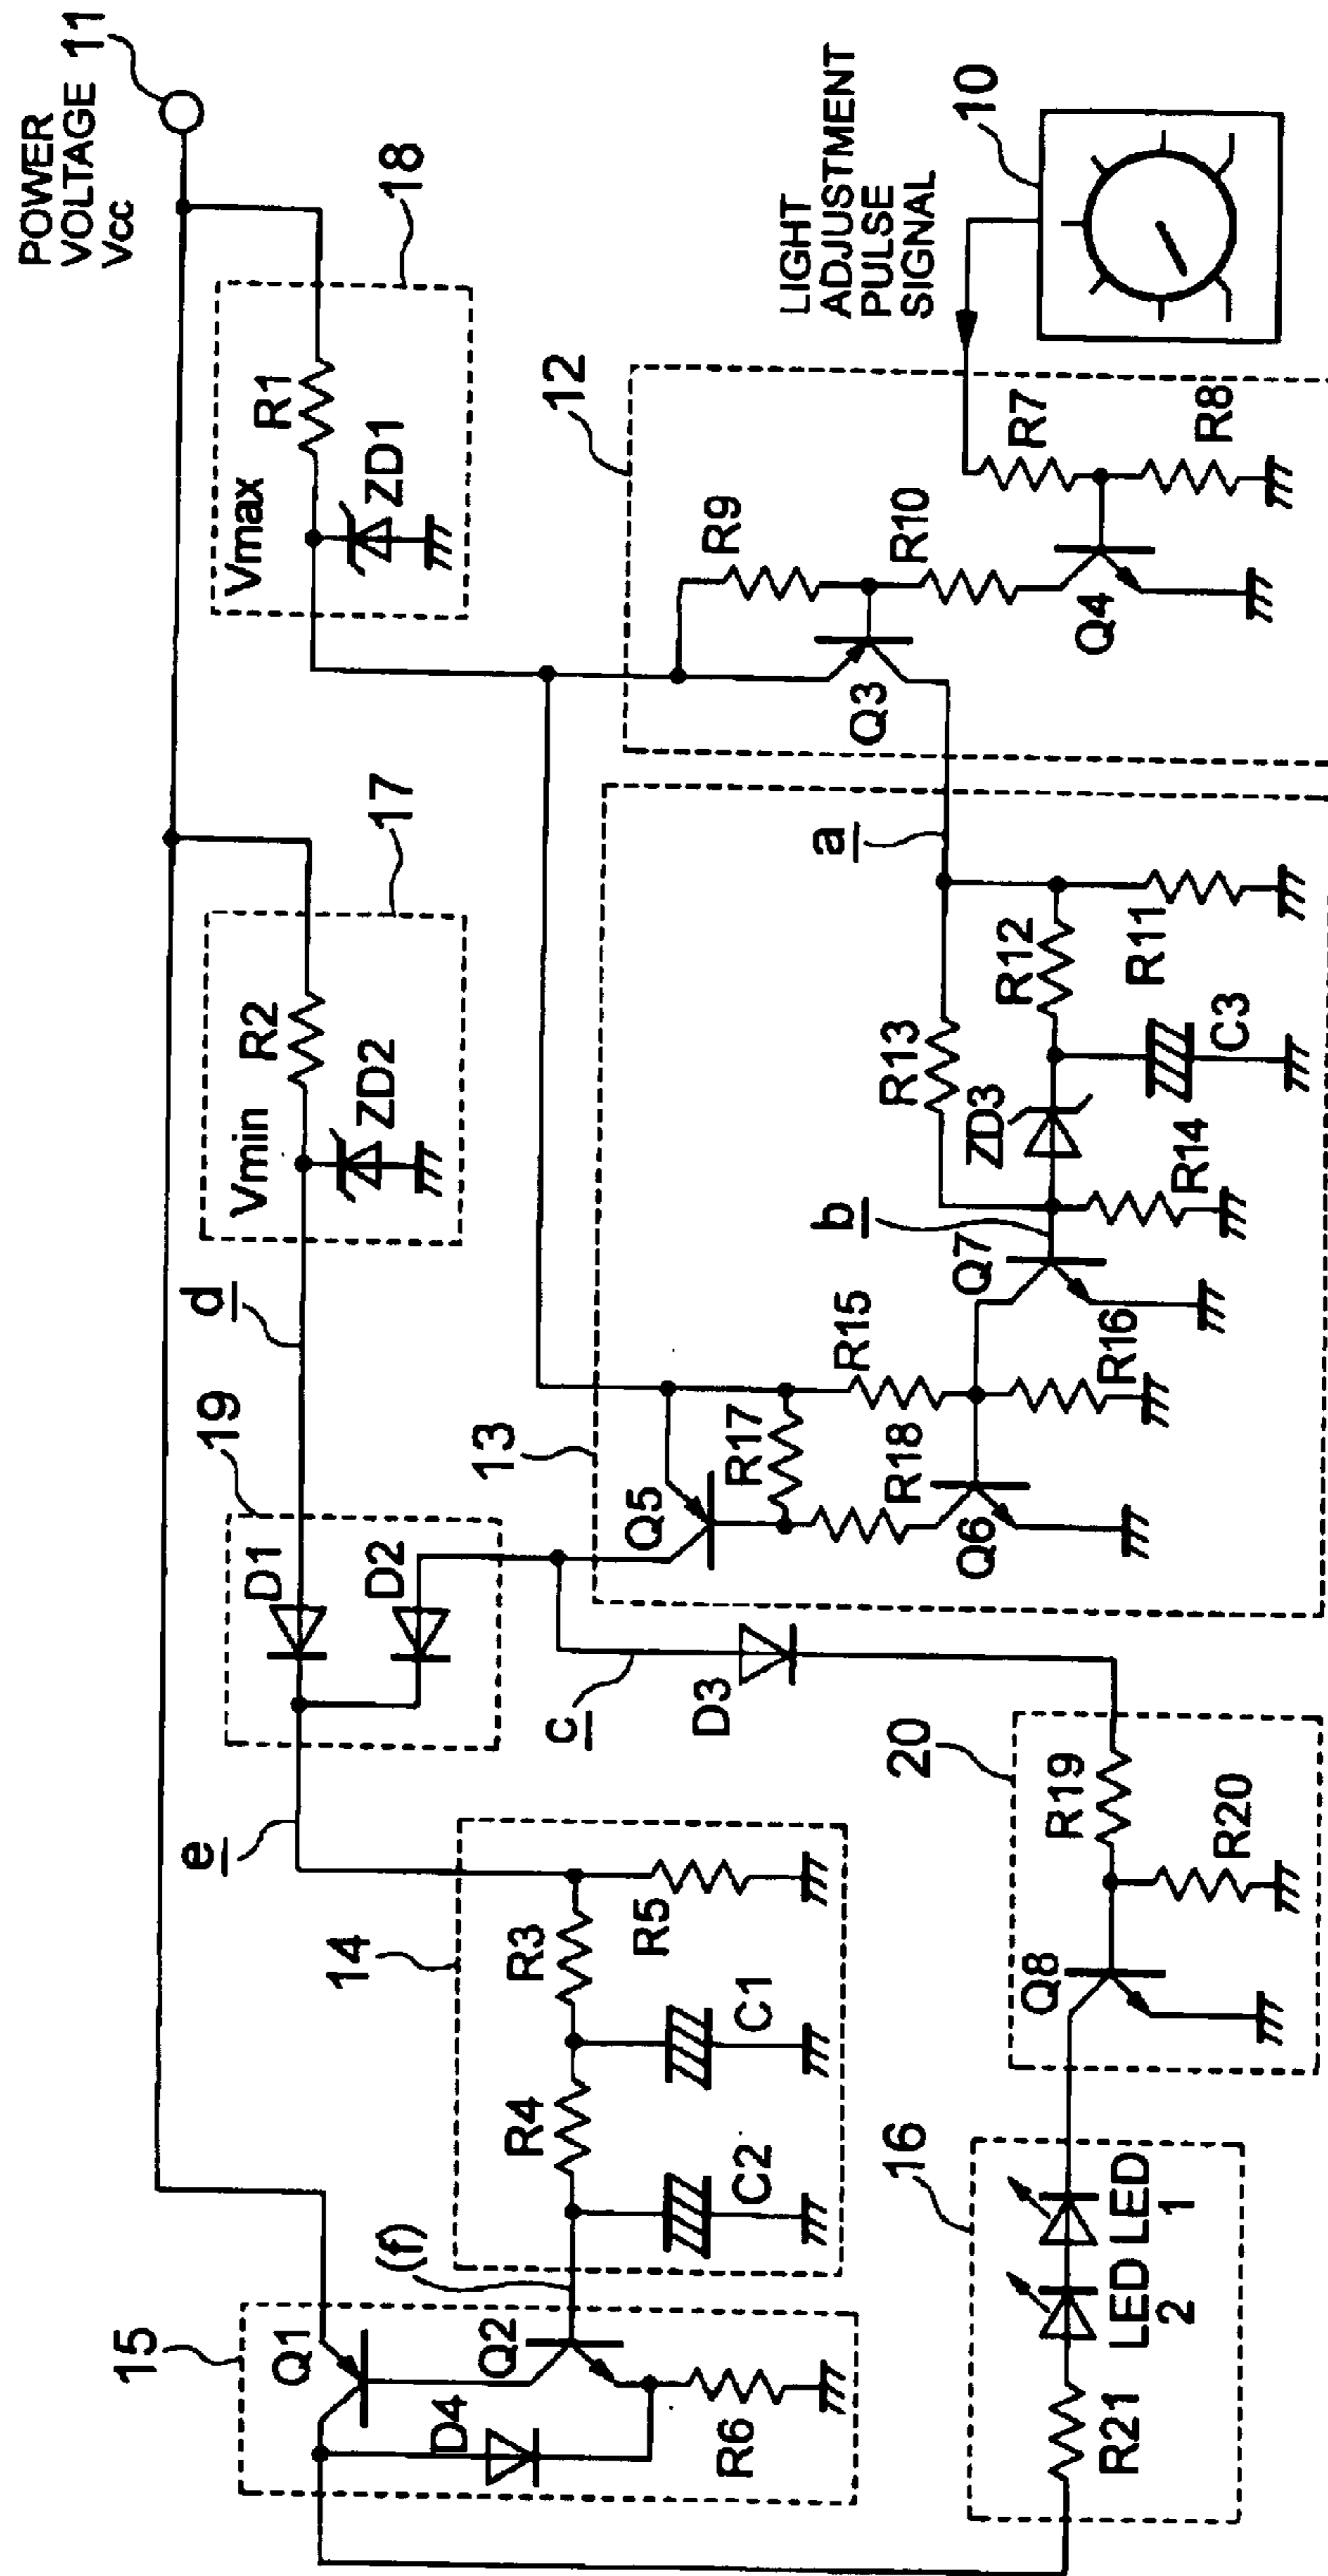 POWER
VOLTAGE 11
Vcc
18
R1
Vmax
ZD1
LIGHT
ADJUSTMENT
PULSE
SIGNAL
10
12
R7
R8
R9
R10
Q4
Q3
17
R2
Vmin
ZD2
d
a
R12
R11
R13
C3
ZD3
R14
b
Q7
R15
R16
13
R17
R18
Q5
Q6
19
D1
D2
c
D3
e
20
R19
R20
Q8
14
R3
R5
C1
R4
C2
(f)
16
LED
1
LED
2
R21
15
Q1
Q2
D4
R6